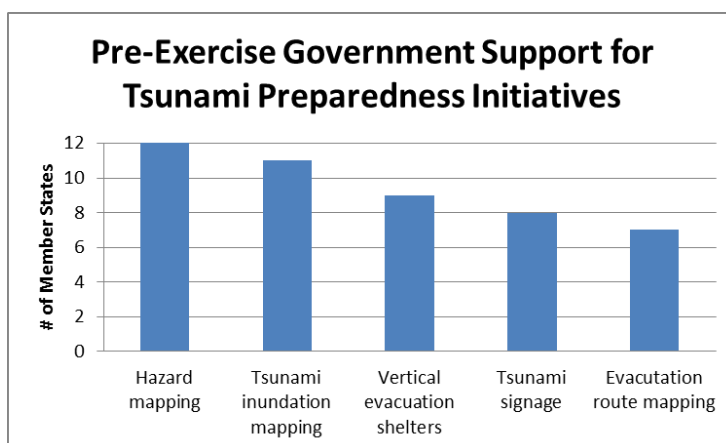 Pre-Exercise Government Support for
Tsunami Preparedness Initiatives
# of Member States
12
10
8
6
4
2
0
Hazard
mapping
Tsunami
inundation
mapping
Vertical
evacuation
shelters
Tsunami
signage
Evacutation
route mapping